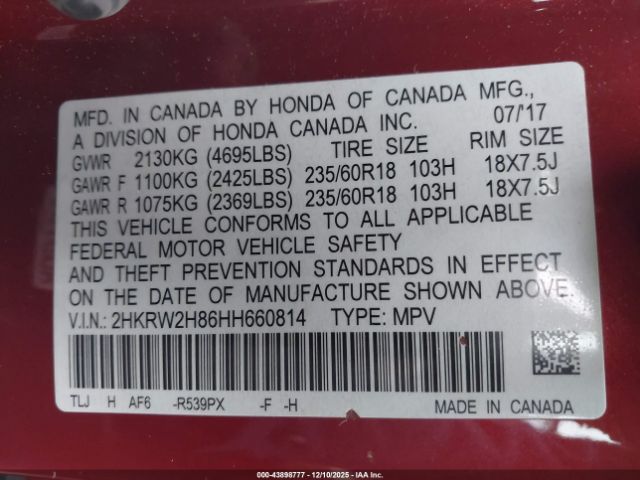 MFD. IN CANADA BY HONDA OF CANADA MFG.,
A DIVISION OF HONDA CANADA INC. 07/'17
GVWR 2130KG (4695LBS) TIRE SIZE RIM SIZE
GAWR F 1100KG (2425LBS) 235/60R18 103H 18X7.5J
GAWR R 1075KG (2369LBS) 235/60R18 103H 18X7.5J
THIS VEHICLE CONFORMS TO ALL APPLICABLE
FEDERAL MOTOR VEHICLE SAFETY
AND THEFT PREVENTION STANDARDS IN EFFECT
ON THE DATE OF MANUFACTURE SHOWN ABOVE.
V.I.N.: 2HKRW2H86HH660814 TYPE: MPV
TLJ H AF6 -R539PX -F -H
MADE IN CANADA
000-43898777 - 12/10/2025 - IAA Inc.